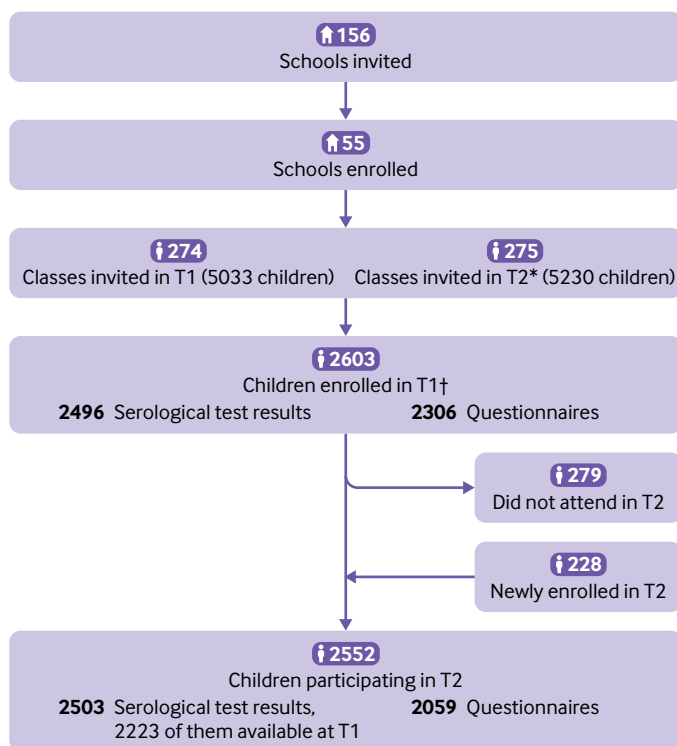 156
Schools invited
55
Schools enrolled
274
Classes invited in T1 (5033 children)
275
Classes invited in T2* (5230 children)
2603
Children enrolled in T1†
2496 Serological test results
2306 Questionnaires
279
Did not attend in T2
228
Newly enrolled in T2
2552
Children participating in T2
2503 Serological test results,
2223 of them available at T1
2059 Questionnaires